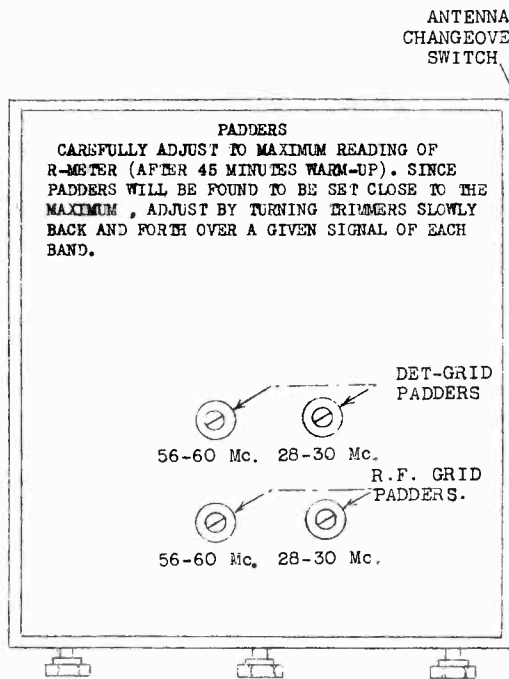 ANTENNA
CHANGEOVE
SWITCH
PADDERS
CAREFULLY ADJUST TO MAXIMUM READING OF
R-METER (AFTER 45 MINUTES WARM-UP). SINCE
PADDERS WILL BE FOUND TO BE SET CLOSE TO THE
MAXIMUM , ADJUST BY TURNING TRIMMERS SLOWLY
BACK AND FORTH OVER A GIVEN SIGNAL OF EACH
BAND.
DET-GRID
PADDERS
56-60 Mc. 28-30 Mc.
R.F. GRID
PADDERS.
56-60 Mc. 28-30 Mc.